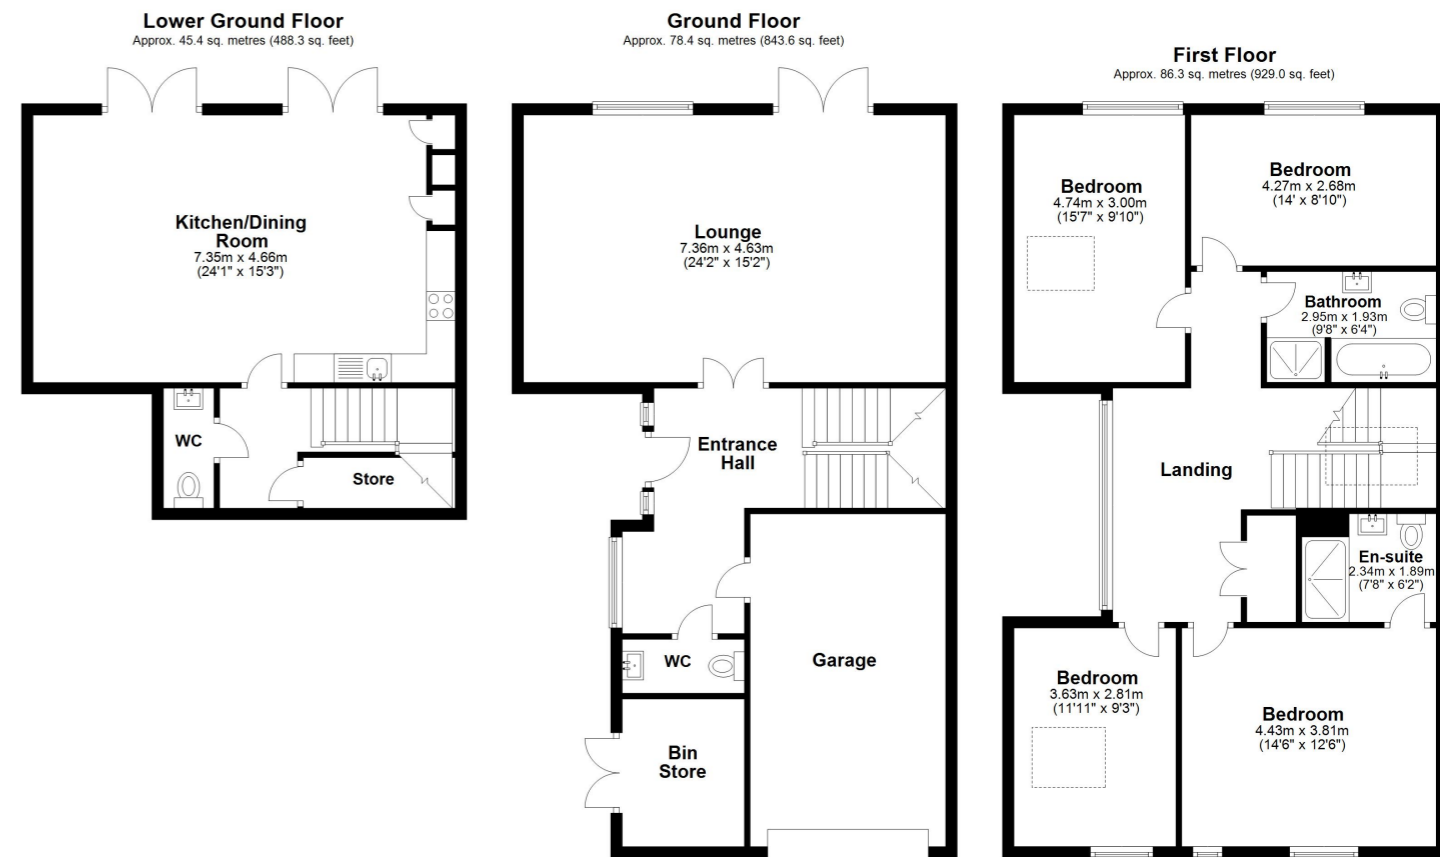 Lower Ground Floor
Approx. 45.4 sq. metres (488.3 sq. feet)
Kitchen/Dining
Room
7.35m x 4.66m
(24'1" x 15'3")
WC
Store
Ground Floor
Approx. 78.4 sq. metres (843.6 sq. feet)
Lounge
7.36m x 4.63m
(24'2" x 15'2")
Entrance
Hall
WC
Garage
Bin
Store
First Floor
Approx. 86.3 sq. metres (929.0 sq. feet)
Bedroom
4.74m x 3.00m
(15'7" x 9'10")
Bedroom
4.27m x 2.68m
(14' x 8'10")
Bathroom
2.95m x 1.93m
(9'8" x 6'4")
Landing
En-suite
2.34m x 1.89m
(7'8" x 6'2")
Bedroom
3.63m x 2.81m
(11'11" x 9'3")
Bedroom
4.43m x 3.81m
(14'6" x 12'6")